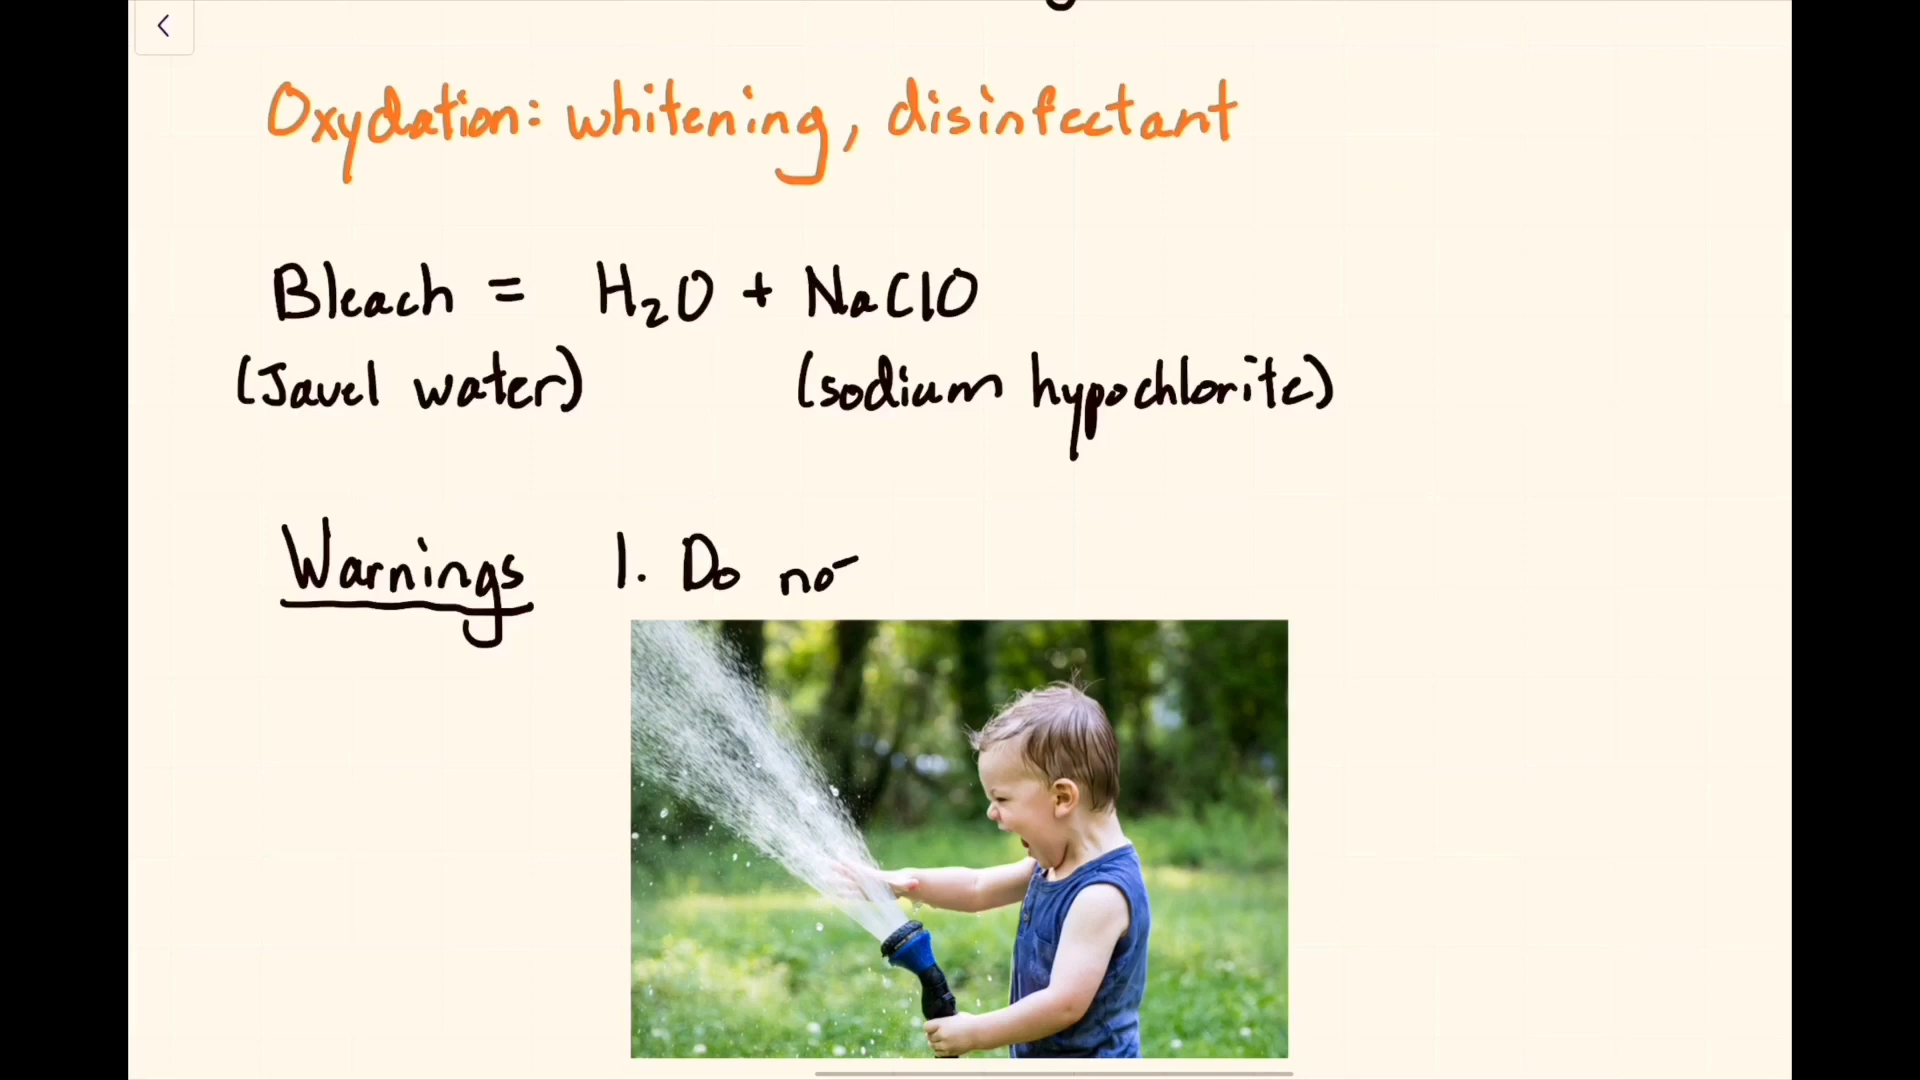 Oxydation: whitening, disinfectant
Bleach = H₂O + NaClO
(Javel water) (sodium hypochlorite)
Warnings 1. Do no